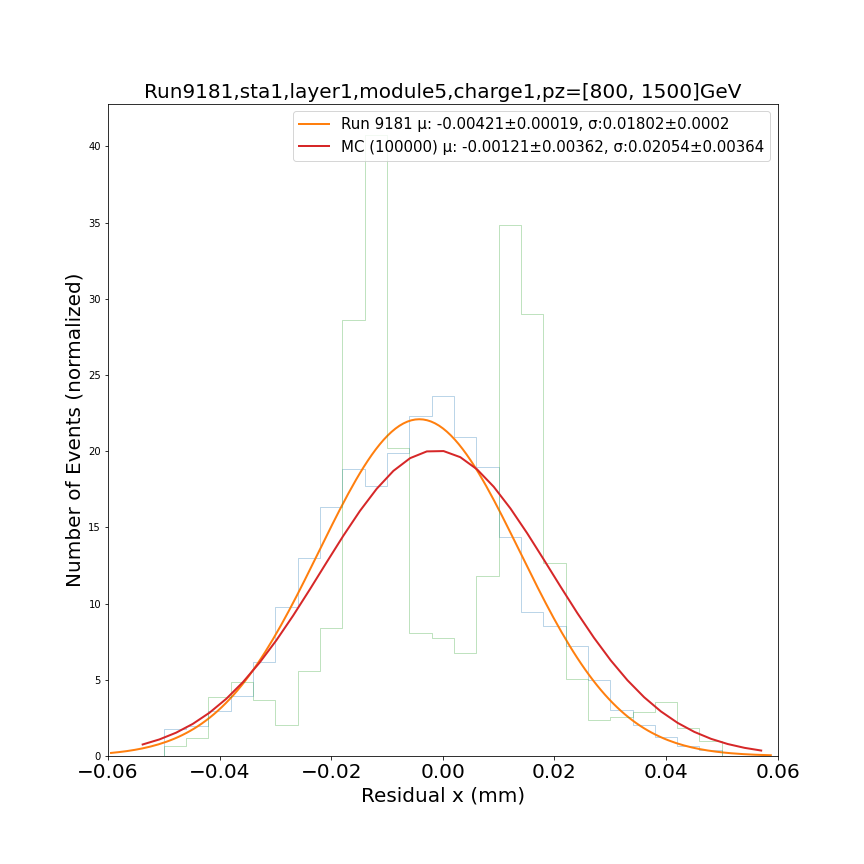 Run9181,sta1,layer1,module5,charge1,pz=[800, 1500]GeV
Run 9181 μ: -0.00421±0.00019, σ:0.01802±0.0002
MC (100000) μ: -0.00121±0.00362, σ:0.02054±0.00364
Number of Events (normalized)
40
35
30
25
20
15
10
5
0
−0.06 −0.04 −0.02 0.00 0.02 0.04 0.06
Residual x (mm)